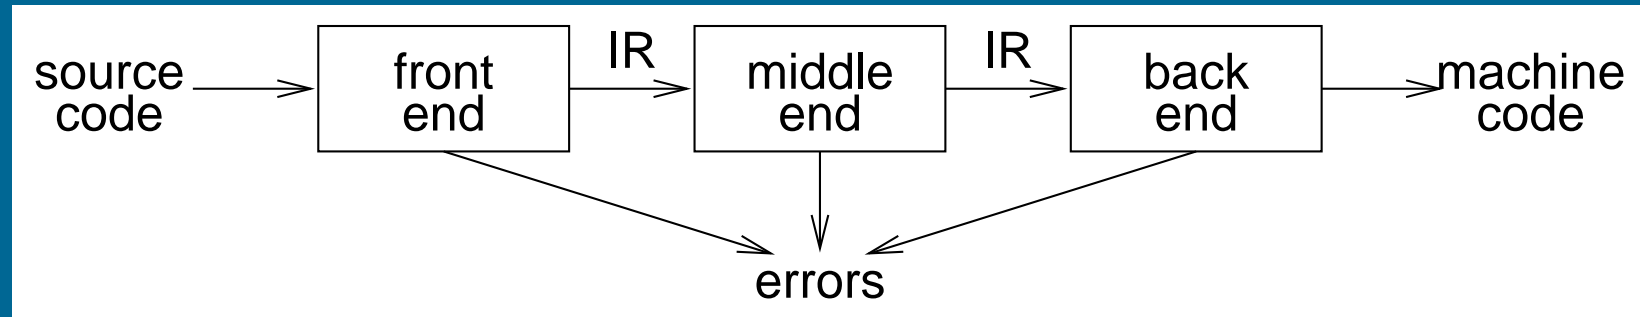 source
code
front
end
IR
middle
end
IR
back
end
machine
code
errors